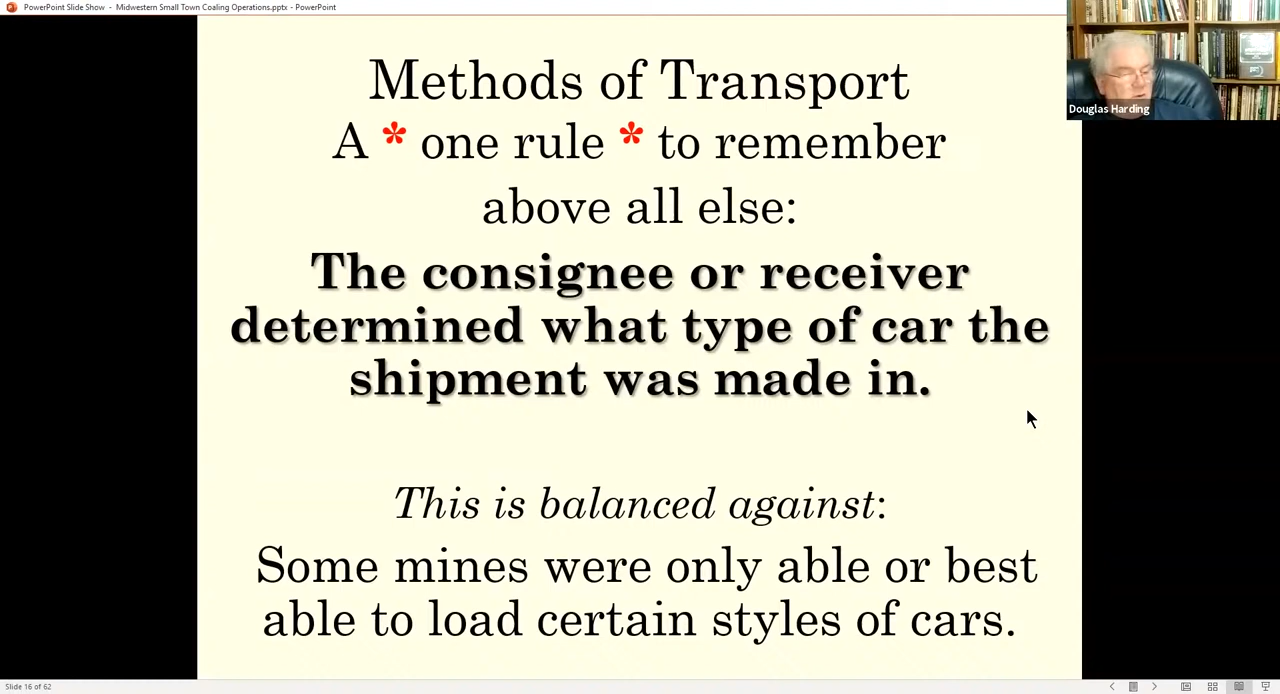 PowerPoint Slide Show - Midwestern Small Town Coaling Operations.pptx - PowerPoint
Methods of Transport
A * one rule * to remember
above all else:
The consignee or receiver
determined what type of car the
shipment was made in.
This is balanced against:
Some mines were only able or best
able to load certain styles of cars.
Douglas Harding
Slide 16 of 62